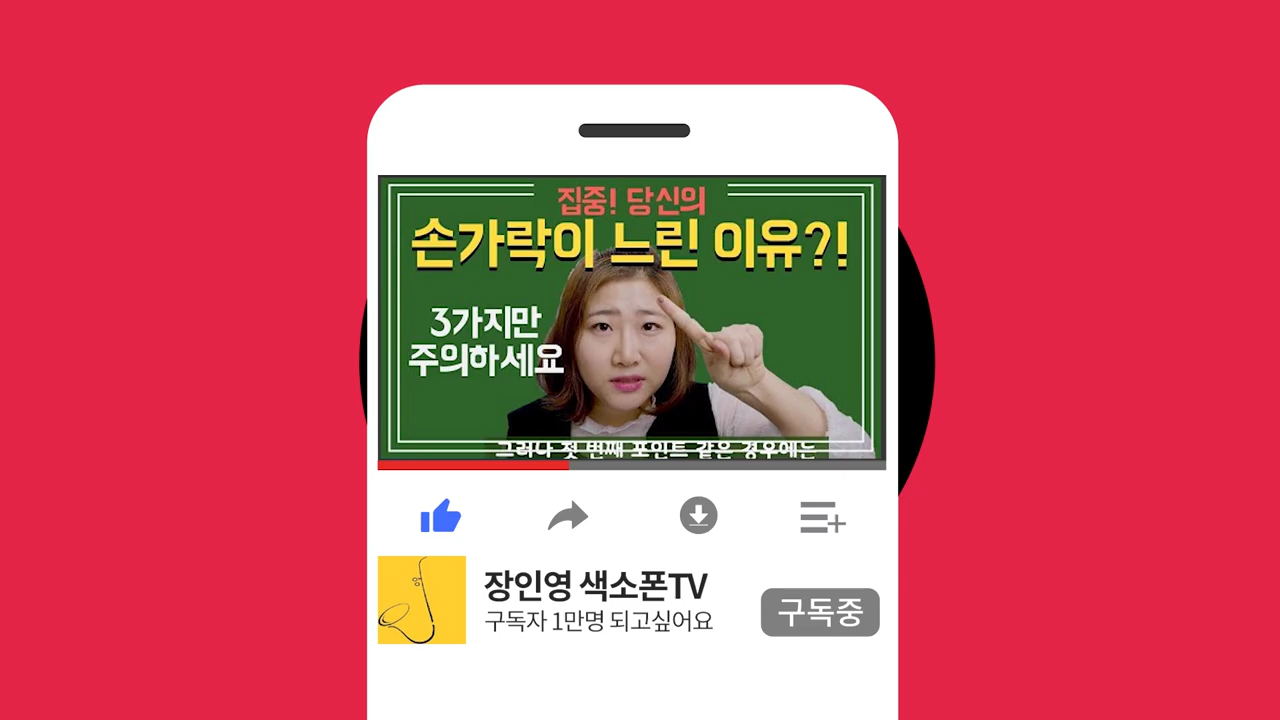 집중! 당신의
손가락이 느린 이유?!
3가지만
주의하세요
그러나 첫 번째 포인트 같은 경우에는
장인영 색소폰TV
구독자 1만명 되고싶어요
구독중